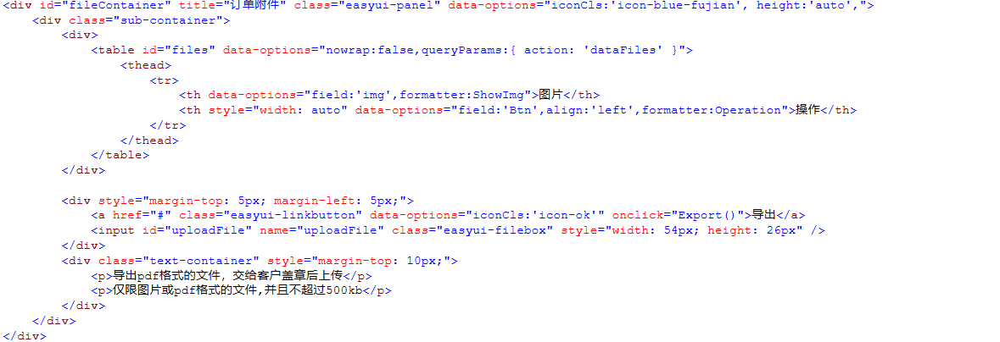 <div id="fileContainer" title="订单附件" class="easyui-panel" data-options="iconCls:'icon-blue-fujian', height:'auto',">
<div class="sub-container">
<div>
<table id="files" data-options="nowrap:false,queryParams:{ action: 'dataFiles' }">
<thead>
<tr>
<th data-options="field:'img',formatter:ShowImg">图片</th>
<th style="width: auto" data-options="field:'Btn',align:'left',formatter:Operation">操作</th>
</tr>
</thead>
</table>
</div>
<div style="margin-top: 5px; margin-left: 5px;">
<a href="#" class="easyui-linkbutton" data-options="iconCls:'icon-ok'" onclick="Export()">导出</a>
<input id="uploadFile" name="uploadFile" class="easyui-filebox" style="width: 54px; height: 26px" />
</div>
<div class="text-container" style="margin-top: 10px;">
<p>导出pdf格式的文件，交给客户盖章后上传</p>
<p>仅限图片或pdf格式的文件,并且不超过500kb</p>
</div>
</div>
</div>